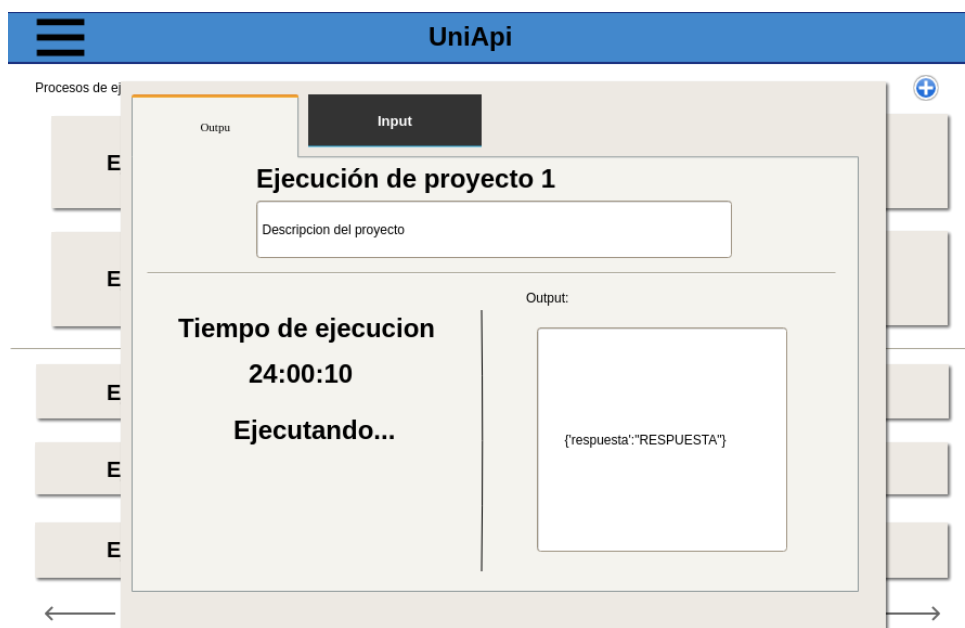 UniApi
Procesos de ej
Outpu
Input
E
Ejecución de proyecto 1
Descripcion del proyecto
E
Output:
Tiempo de ejecucion
24:00:10
E
Ejecutando...
{'respuesta':"RESPUESTA"}
E
E